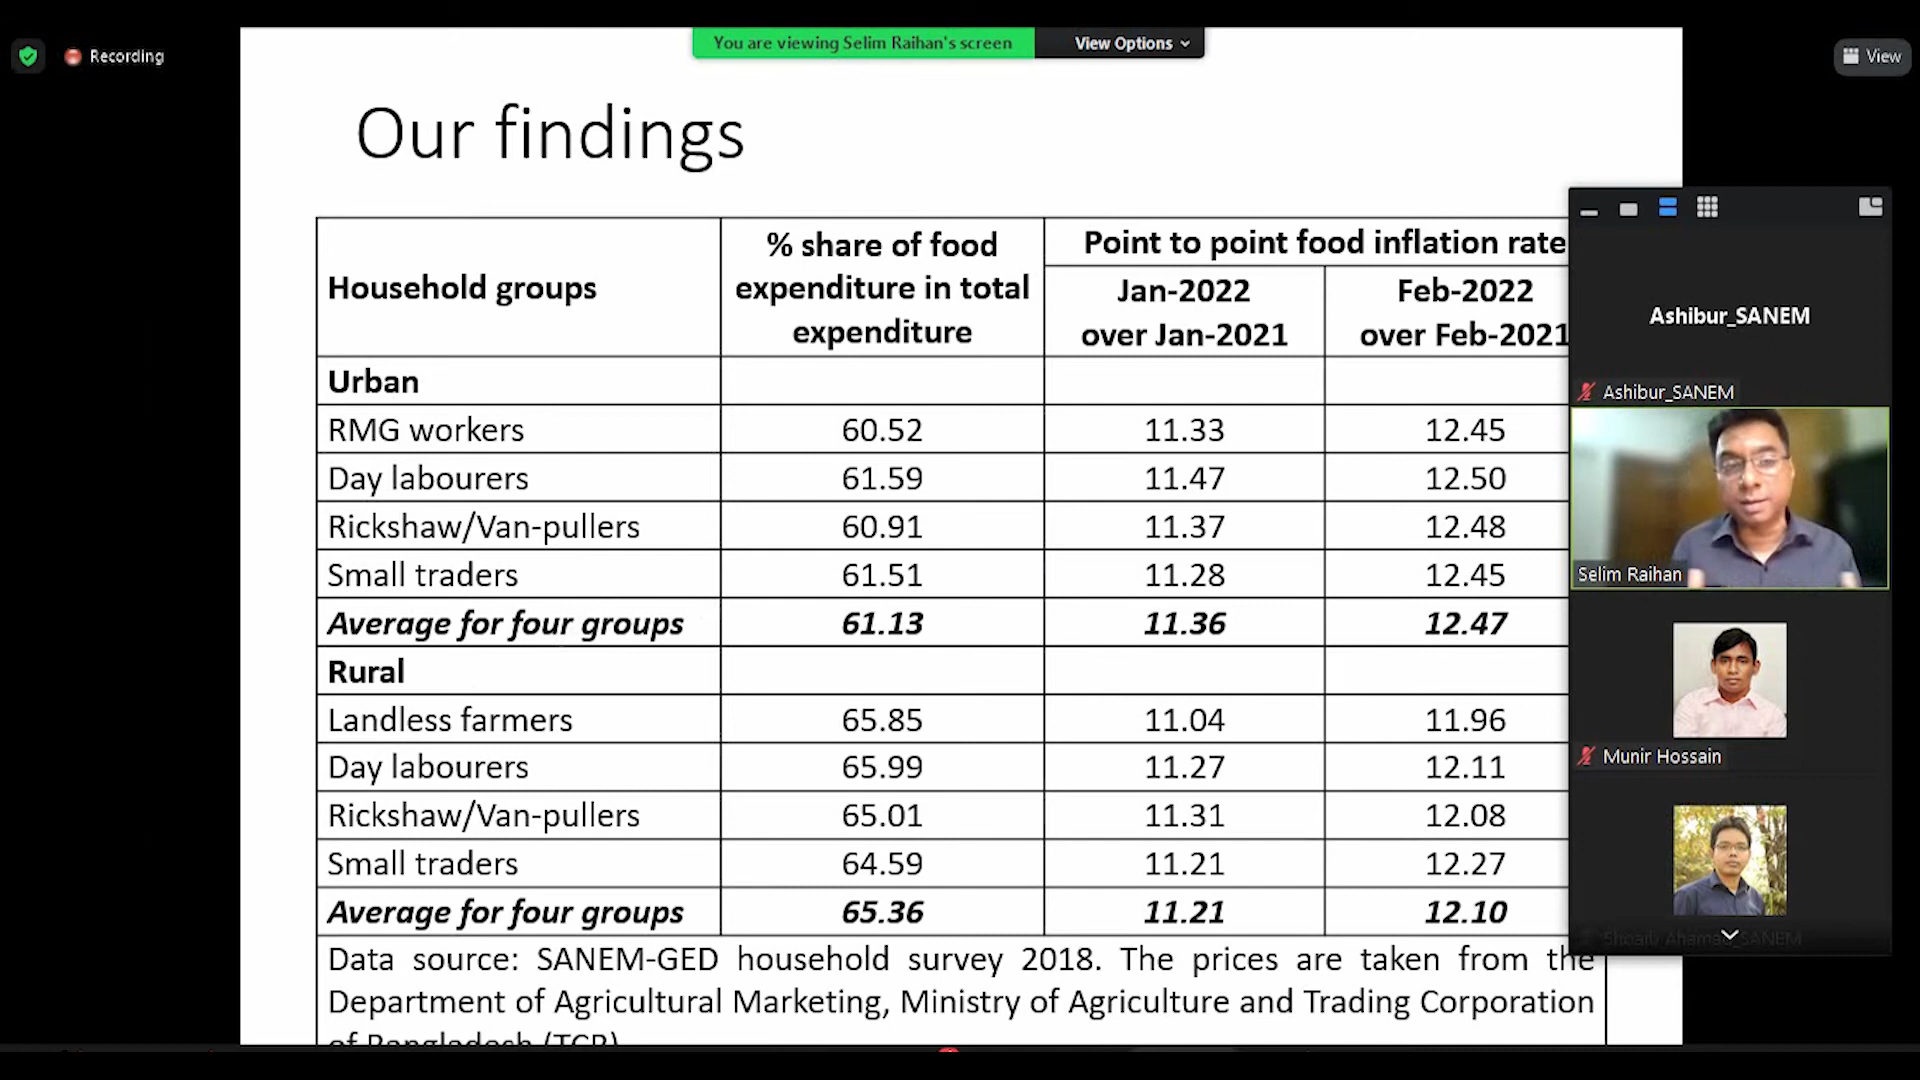 Recording
You are viewing Selim Raihan's screen
View Options
View
Our findings
Household groups
% share of food
expenditure in total
expenditure
Point to point food inflation rate
Jan-2022
over Jan-2021
Feb-2022
over Feb-2021
Urban
RMG workers 60.52 11.33 12.45
Day labourers 61.59 11.47 12.50
Rickshaw/Van-pullers 60.91 11.37 12.48
Small traders 61.51 11.28 12.45
Average for four groups 61.13 11.36 12.47
Rural
Landless farmers 65.85 11.04 11.96
Day labourers 65.99 11.27 12.11
Rickshaw/Van-pullers 65.01 11.31 12.08
Small traders 64.59 11.21 12.27
Average for four groups 65.36 11.21 12.10
Data source: SANEM-GED household survey 2018. The prices are taken from the
Department of Agricultural Marketing, Ministry of Agriculture and Trading Corporation
of Bangladesh (TCB)
Ashibur_SANEM
Ashibur_SANEM
Selim Raihan
Munir Hossain